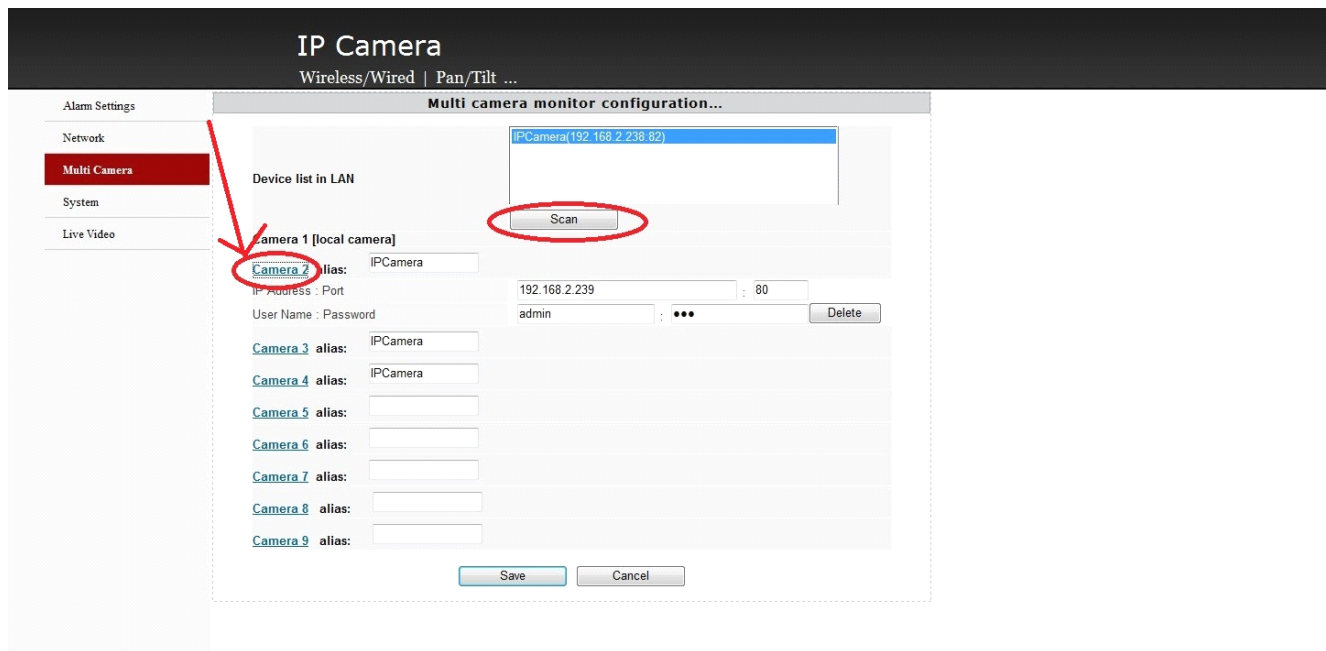 IP Camera
Wireless/Wired | Pan/Tilt ...
Alarm Settings
Network
Multi Camera
System
Live Video
Multi camera monitor configuration...
Device list in LAN
IPCamera(192.168.2.238:82)
Scan
Camera 1 [local camera]
Camera 2 alias: IPCamera
IP Address : Port 192.168.2.239 : 80
User Name : Password admin : ●●● Delete
Camera 3 alias: IPCamera
Camera 4 alias: IPCamera
Camera 5 alias:
Camera 6 alias:
Camera 7 alias:
Camera 8 alias:
Camera 9 alias:
Save Cancel